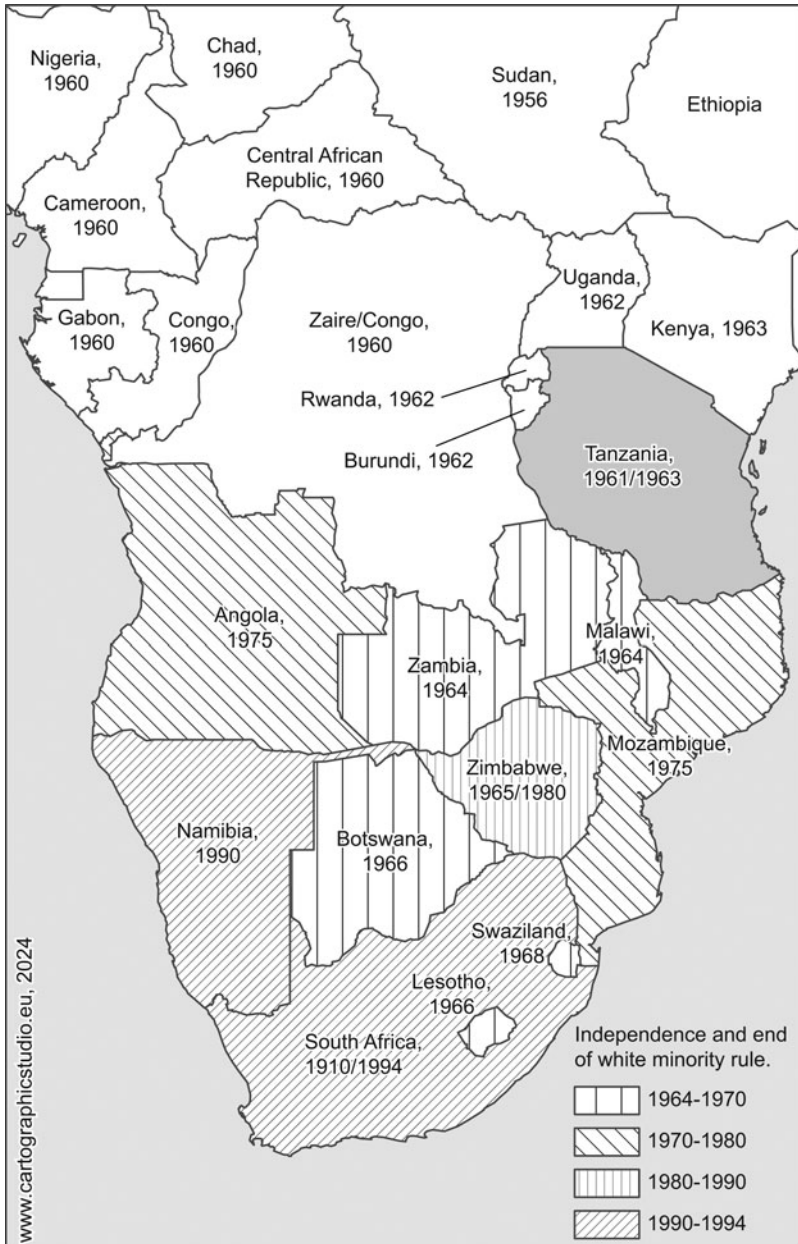 Nigeria,
1960
Chad,
1960
Sudan,
1956
Ethiopia
Central African
Republic, 1960
Cameroon,
1960
Uganda,
1962
Gabon,
1960
Congo,
1960
Zaire/Congo,
1960
Kenya, 1963
Rwanda, 1962
Burundi, 1962
Tanzania,
1961/1963
Angola,
1975
Malawi,
1964
Zambia,
1964
Mozambique,
1975
Zimbabwe,
1965/1980
Namibia,
1990
Botswana,
1966
Swaziland,
1968
Lesotho,
1966
South Africa,
1910/1994
Independence and end
of white minority rule.
1964-1970
1970-1980
1980-1990
1990-1994
www.cartographicstudio.eu, 2024